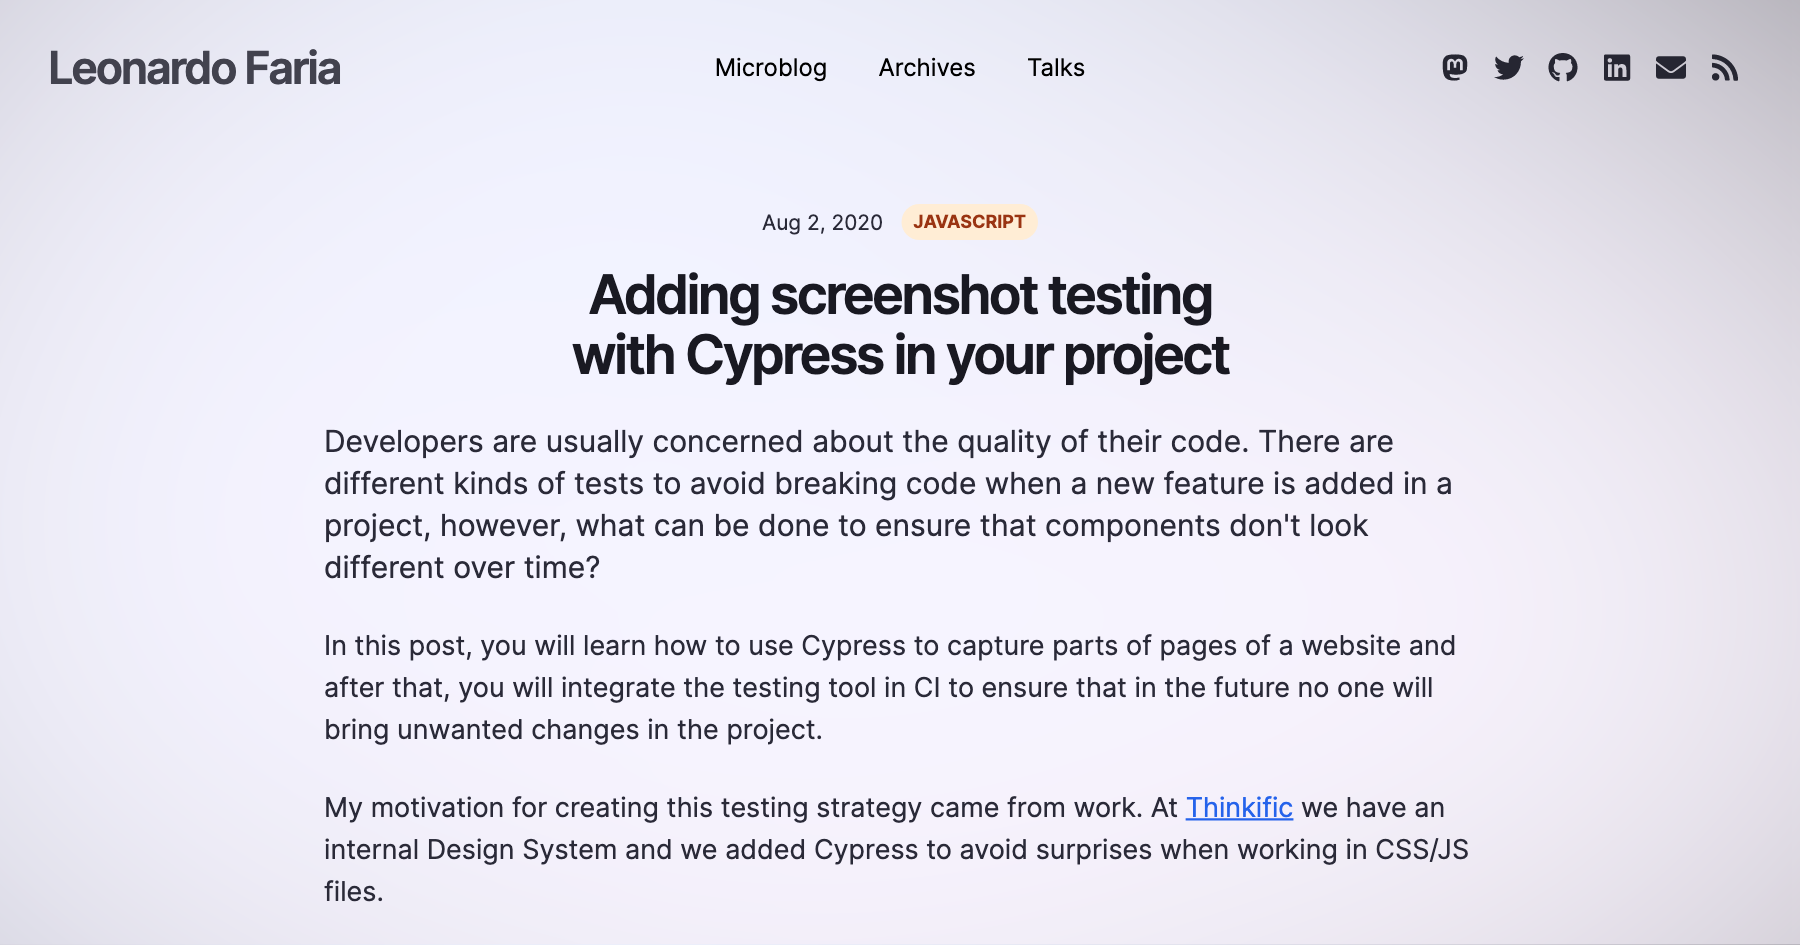 Leonardo Faria
Microblog
Archives
Talks
Aug 2, 2020
JAVASCRIPT
Adding screenshot testing
with Cypress in your project
Developers are usually concerned about the quality of their code. There are
different kinds of tests to avoid breaking code when a new feature is added in a
project, however, what can be done to ensure that components don't look
different over time?
In this post, you will learn how to use Cypress to capture parts of pages of a website and
after that, you will integrate the testing tool in CI to ensure that in the future no one will
bring unwanted changes in the project.
My motivation for creating this testing strategy came from work. At Thinkific we have an
internal Design System and we added Cypress to avoid surprises when working in CSS/JS
files.